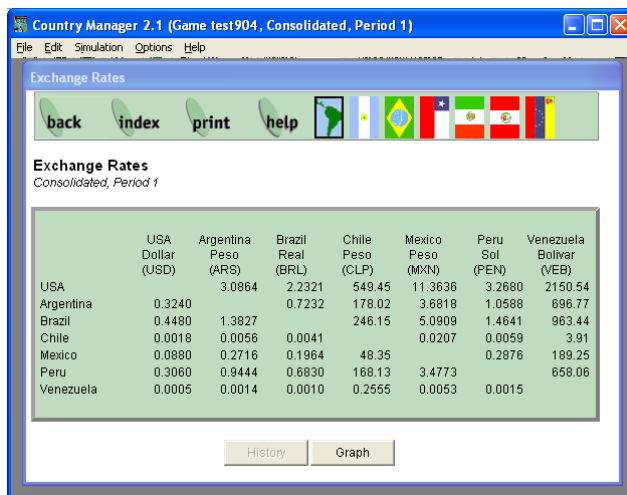 Country Manager 2.1 (Game test904, Consolidated, Period 1)
File Edit Simulation Options Help
Exchange Rates
back index print help
Exchange Rates
Consolidated, Period 1
USA Argentina Brazil Chile Mexico Peru Venezuela
Dollar Peso Real Peso Peso Sol Bolivar
(USD) (ARS) (BRL) (CLP) (MXN) (PEN) (VEB)
USA 3.0864 2.2321 549.45 11.3636 3.2680 2150.54
Argentina 0.3240 0.7232 178.02 3.6818 1.0588 696.77
Brazil 0.4480 1.3827 246.15 5.0909 1.4641 963.44
Chile 0.0018 0.0056 0.0041 0.0207 0.0059 3.91
Mexico 0.0880 0.2716 0.1964 48.35 0.2876 189.25
Peru 0.3060 0.9444 0.6830 168.13 3.4773 658.06
Venezuela 0.0005 0.0014 0.0010 0.2555 0.0053 0.0015
History Graph